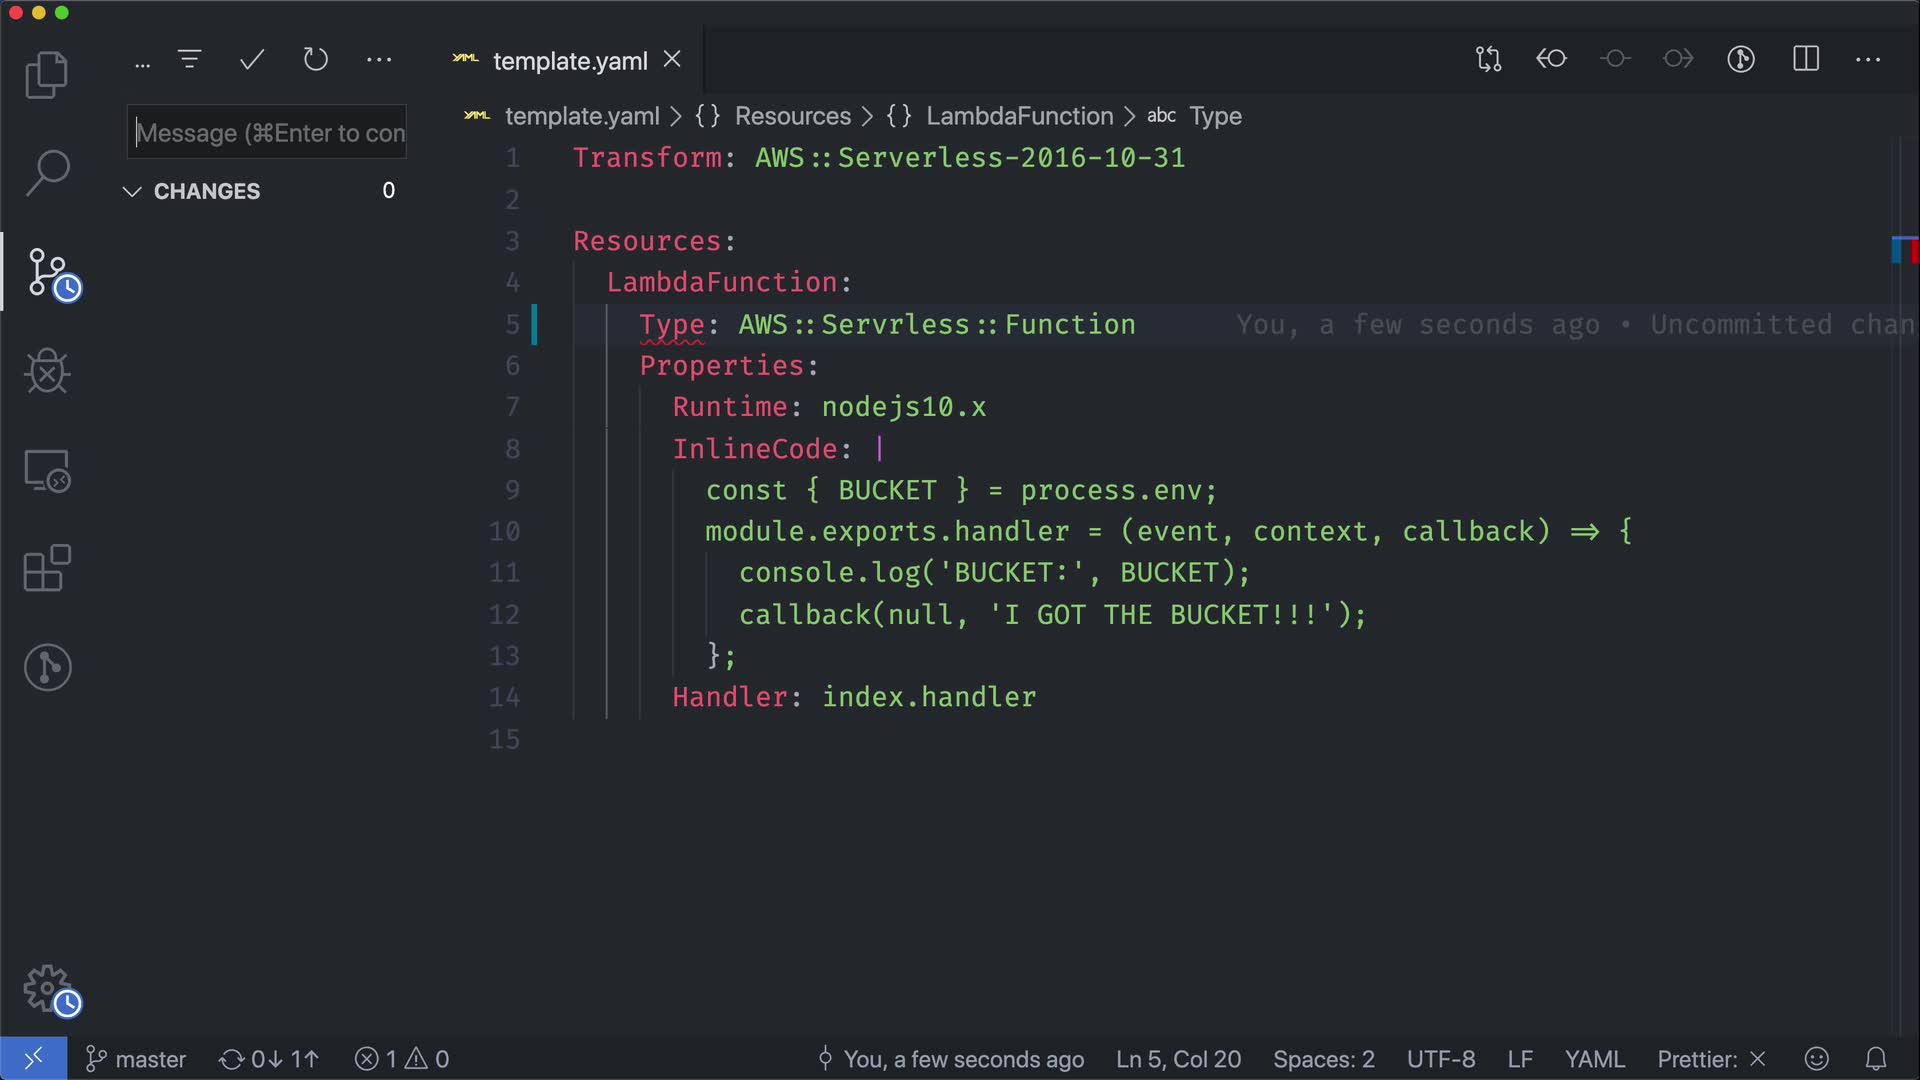 ... ...
YAML template.yaml
Message (⌘Enter to con
CHANGES 0
YAML template.yaml > {} Resources > {} LambdaFunction > abc Type
1 Transform: AWS::Serverless-2016-10-31
2
3 Resources:
4 LambdaFunction:
5 Type: AWS::Servrless::Function You, a few seconds ago • Uncommitted chan
6 Properties:
7 Runtime: nodejs10.x
8 InlineCode: |
9 const { BUCKET } = process.env;
10 module.exports.handler = (event, context, callback) => {
11 console.log('BUCKET:', BUCKET);
12 callback(null, 'I GOT THE BUCKET!!!');
13 };
14 Handler: index.handler
15
master 0↓ 1↑ 1 0 You, a few seconds ago Ln 5, Col 20 Spaces: 2 UTF-8 LF YAML Prettier: ×